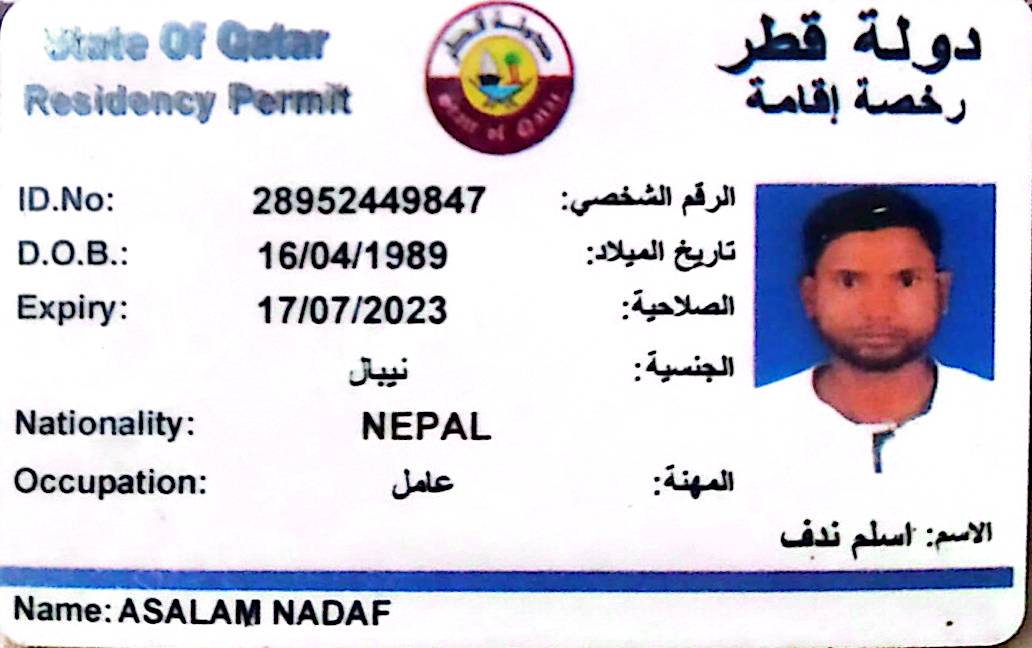 State Of Qatar
دولة قطر
Residency Permit
رخصة إقامة
دولة قطر
State of Qatar
ID.No: 28952449847 الرقم الشخصي:
D.O.B.: 16/04/1989 تاريخ الميلاد:
Expiry: 17/07/2023 الصلاحية:
نيبال الجنسية:
Nationality: NEPAL
Occupation: عامل المهنة:
الاسم: اسلم ندف
Name: ASALAM NADAF